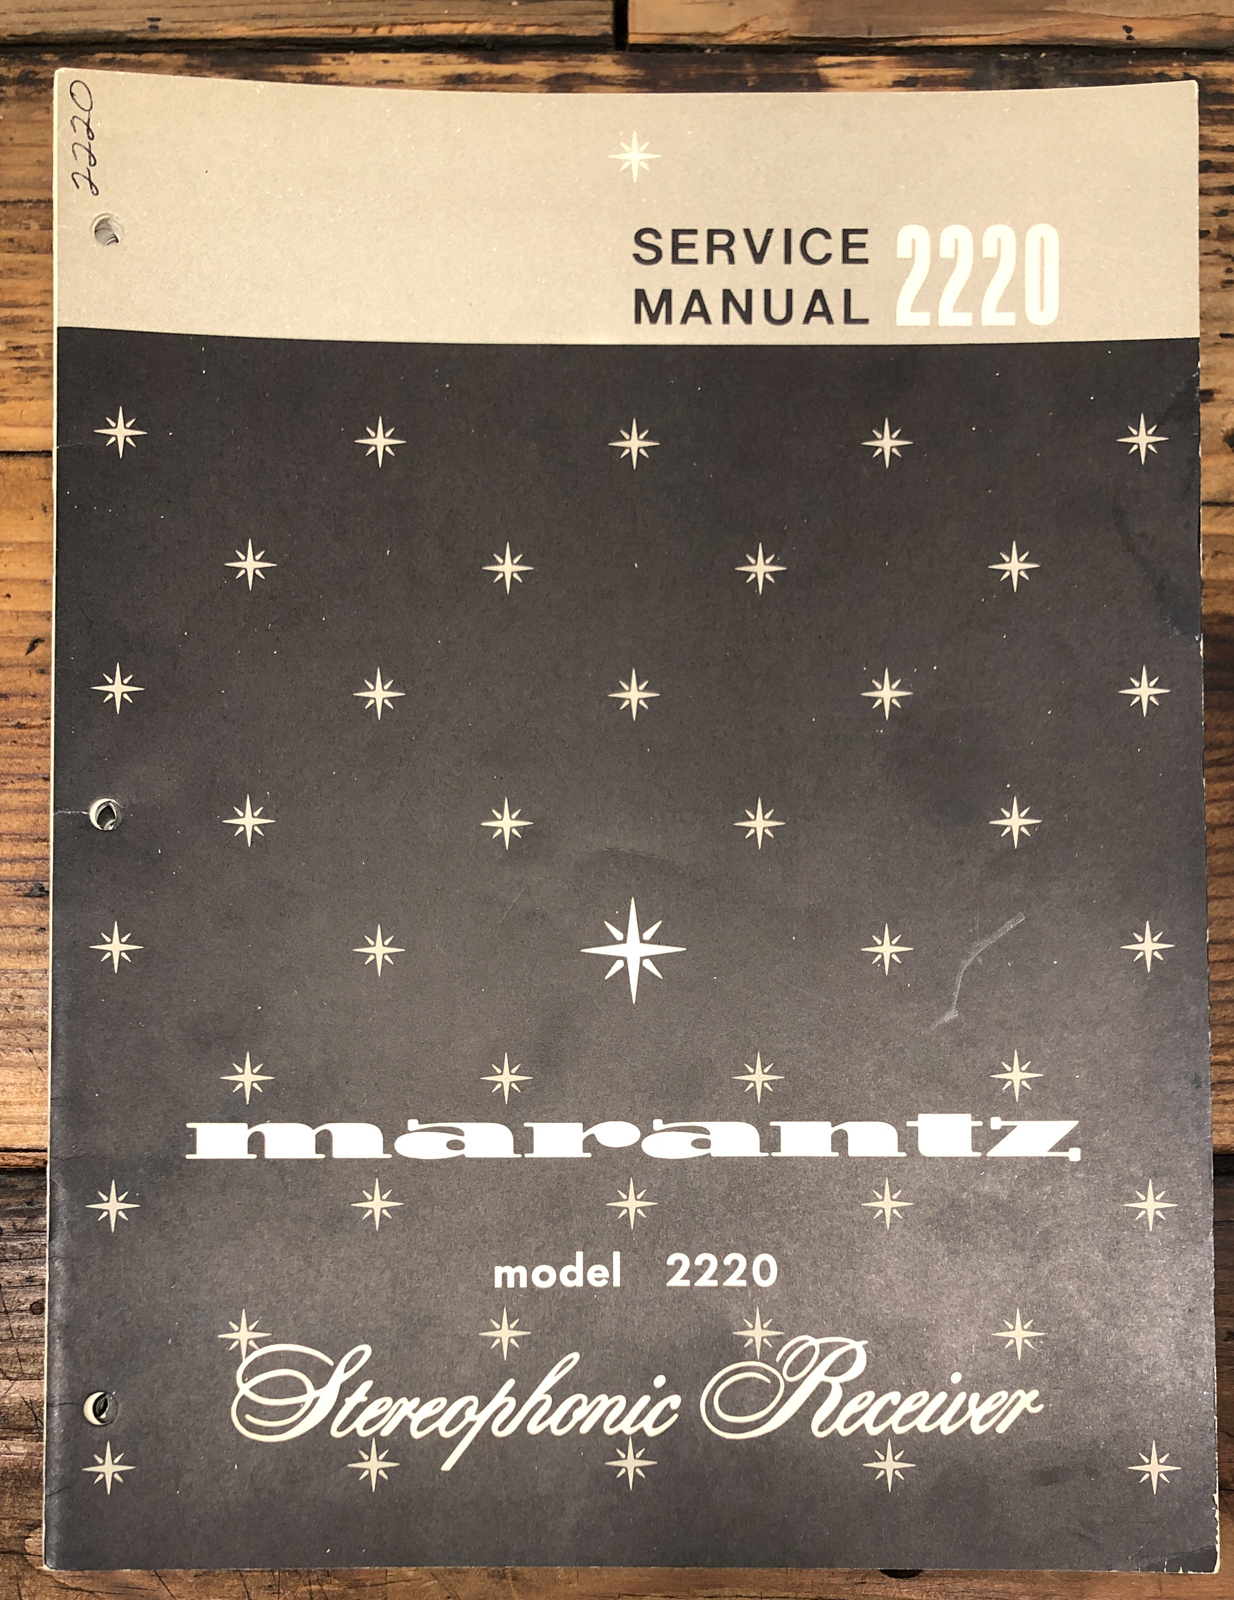 2220
SERVICE
MANUAL 2220
marantz
model 2220
Stereophonic Receiver